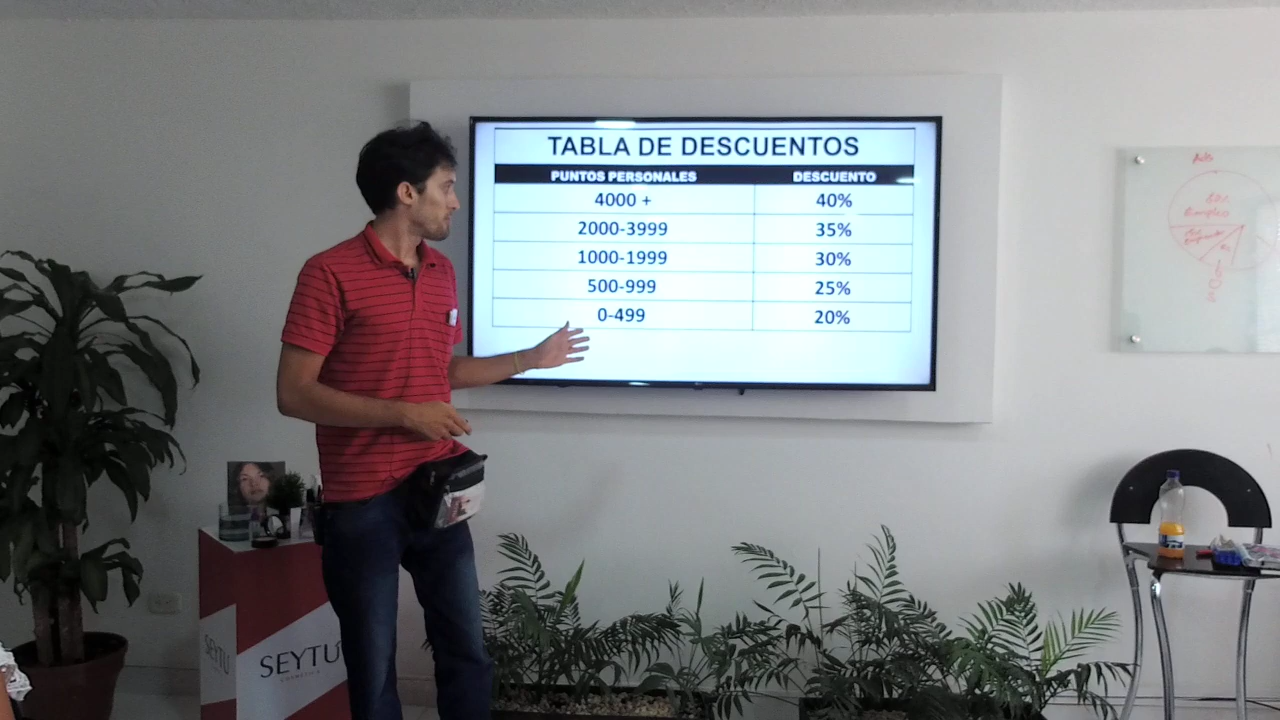 TABLA DE DESCUENTOS
PUNTOS PERSONALES DESCUENTO
4000 + 40%
2000-3999 35%
1000-1999 30%
500-999 25%
0-499 20%
SEYTU
SEYTU